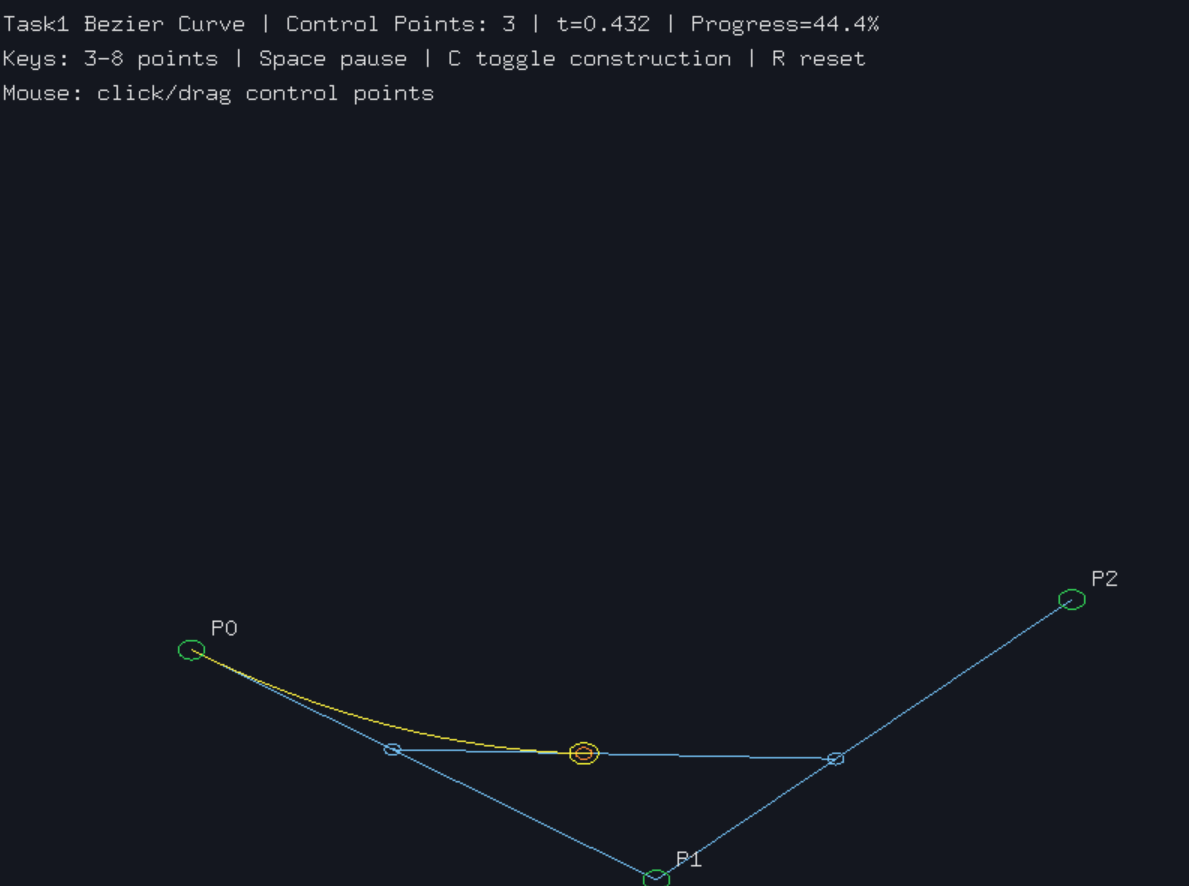 Task1 Bezier Curve | Control Points: 3 | t=0.432 | Progress=44.4%
Keys: 3-8 points | Space pause | C toggle construction | R reset
Mouse: click/drag control points
P2
P0
P1